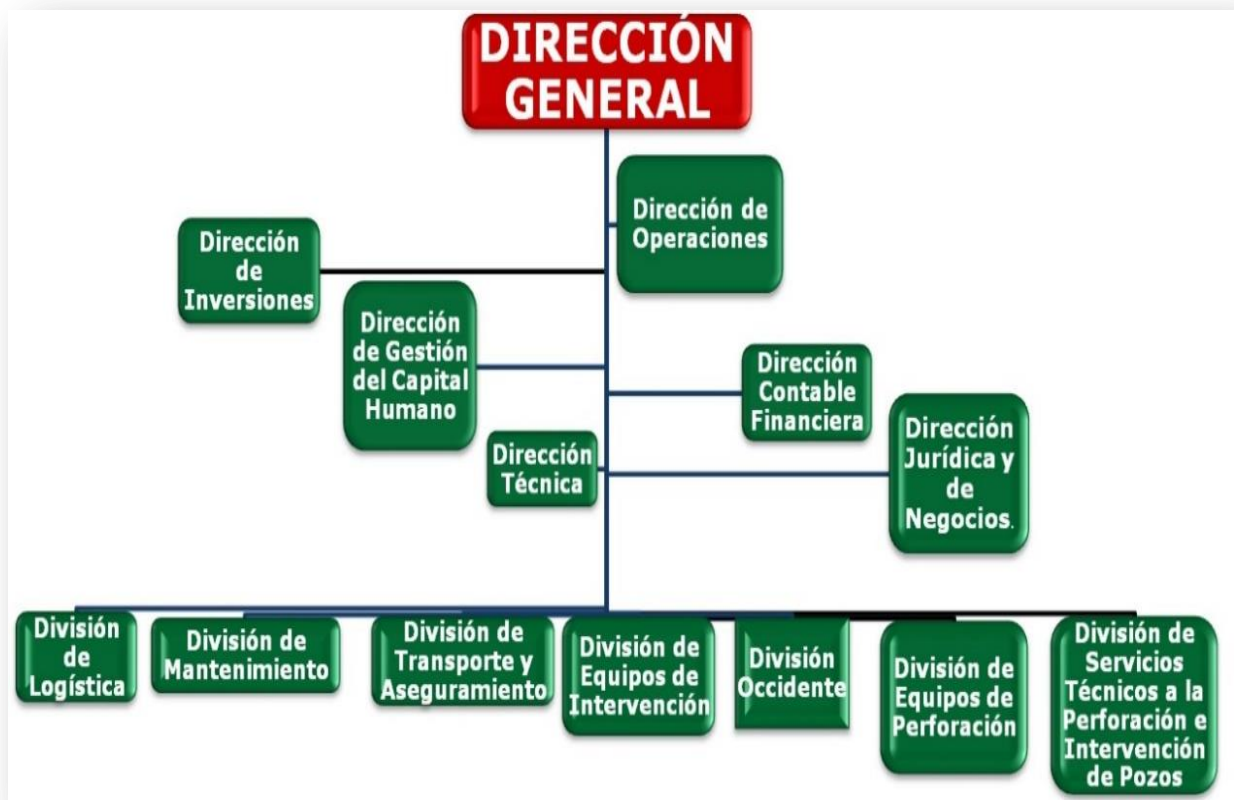 DIRECCIÓN
GENERAL
Dirección de
Operaciones
Dirección
de
Inversiones
Dirección
de Gestión
del Capital
Humano
Dirección
Contable
Financiera
Dirección
Jurídica y
de
Negocios.
Dirección
Técnica
División
de
Logística
División de
Mantenimiento
División de
Transporte y
Aseguramiento
División de
Equipos de
Intervención
División
Occidente
División de
Equipos de
Perforación
División de
Servicios
Técnicos a la
Perforación e
Intervención
de Pozos